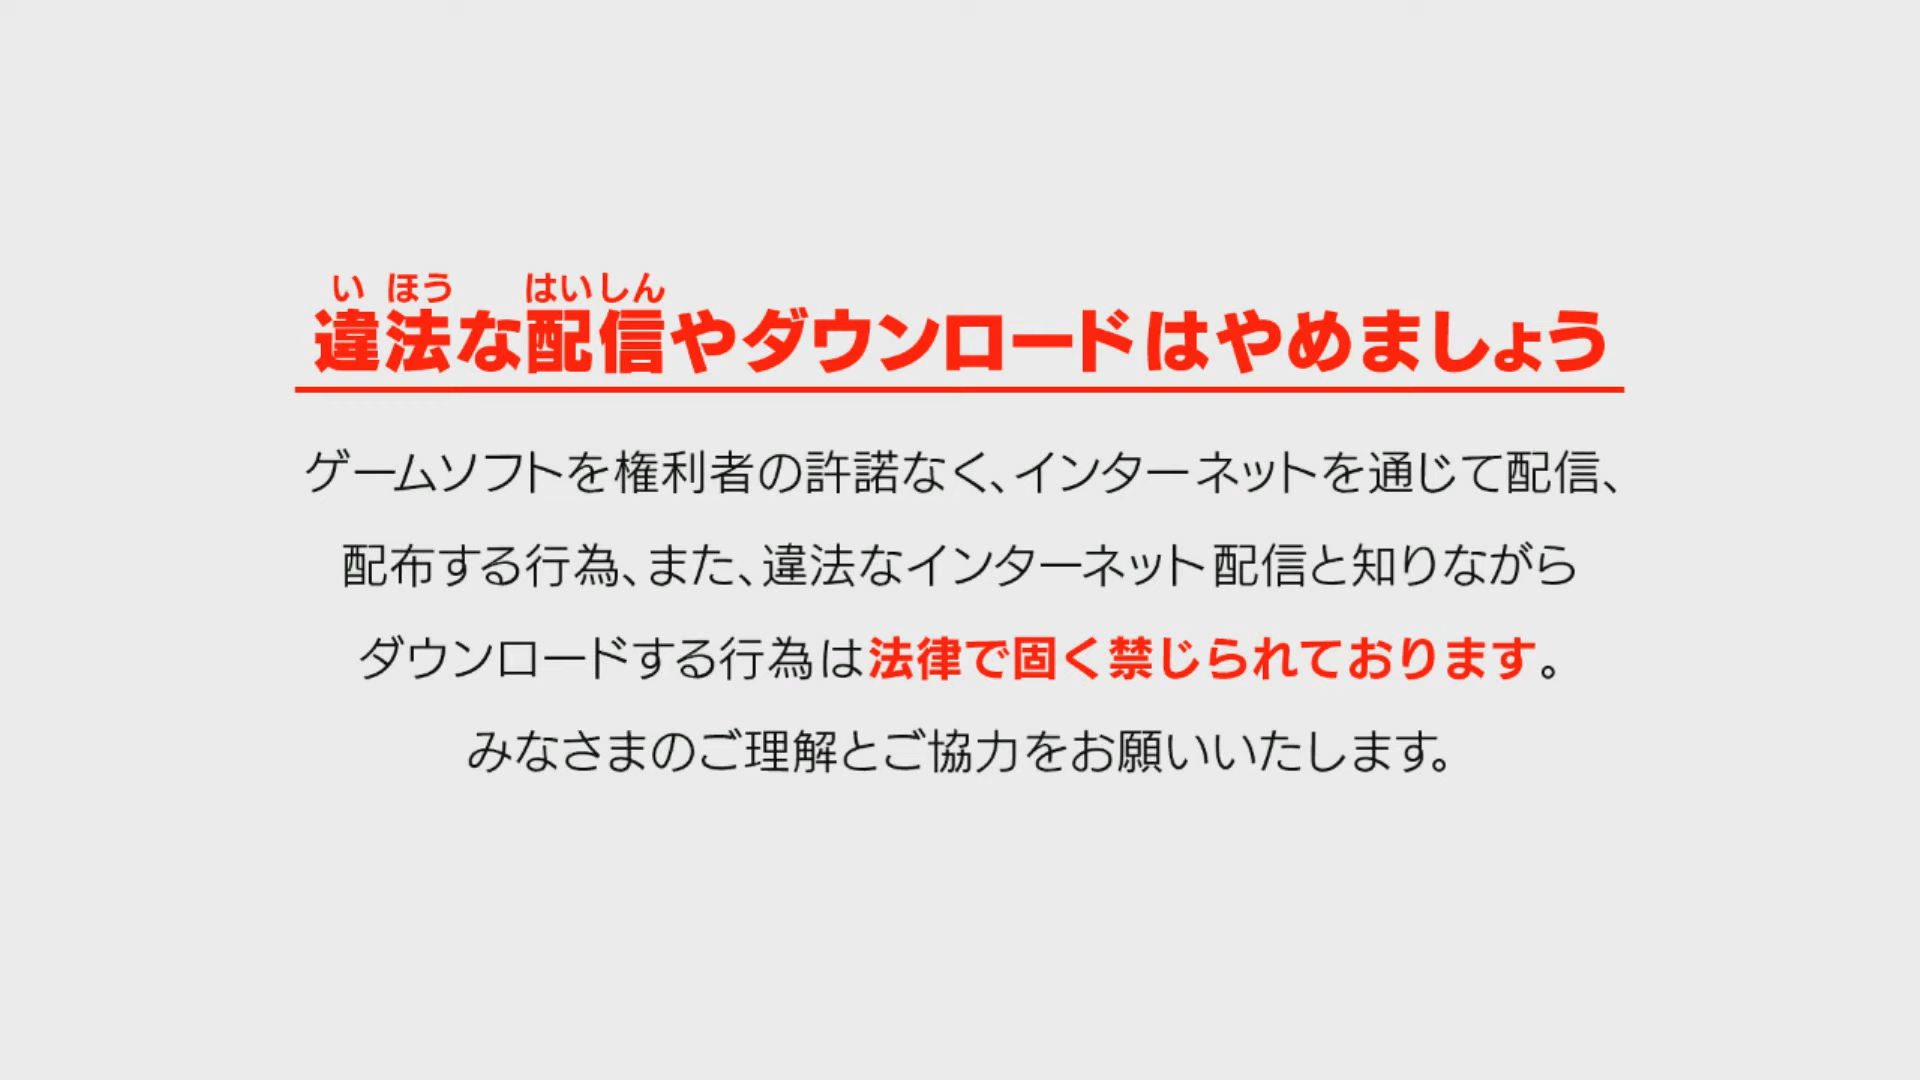 い ほう はいしん
違法な配信やダウンロードはやめましょう
ゲームソフトを権利者の許諾なく、インターネットを通じて配信、
配布する行為、また、違法なインターネット配信と知りながら
ダウンロードする行為は法律で固く禁じられております。
みなさまのご理解とご協力をお願いいたします。